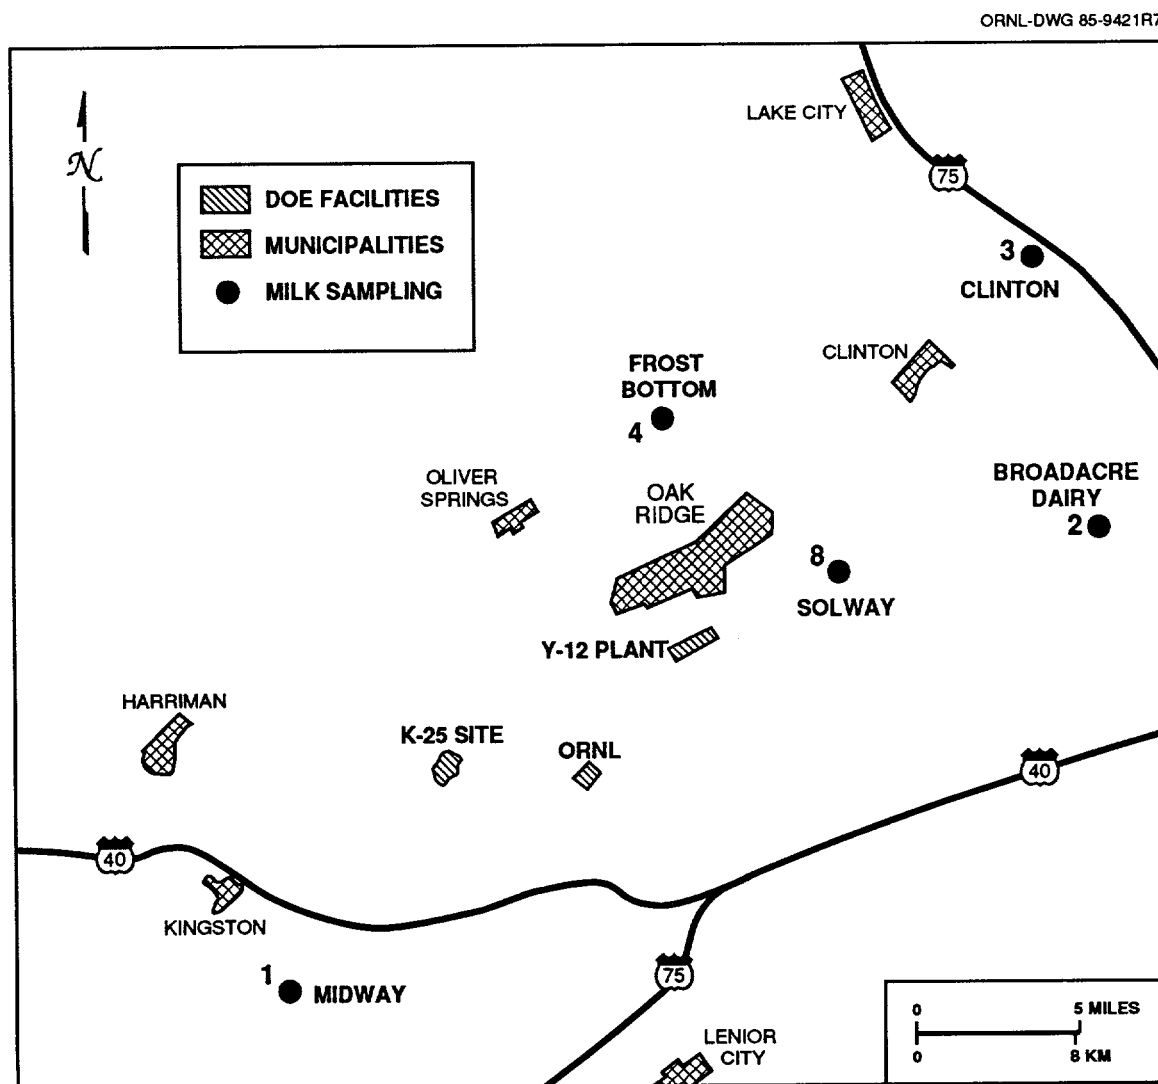 ORNL-DWG 85-9421R7
LAKE CITY
N
75
DOE FACILITIES
MUNICIPALITIES
MILK SAMPLING
3
CLINTON
CLINTON
FROST
BOTTOM
4
OLIVER
SPRINGS
OAK
RIDGE
BROADACRE
DAIRY
2
8
SOLWAY
Y-12 PLANT
HARRIMAN
K-25 SITE
ORNL
40
40
KINGSTON
1
MIDWAY
75
LENIOR
CITY
0 5 MILES
0 8 KM